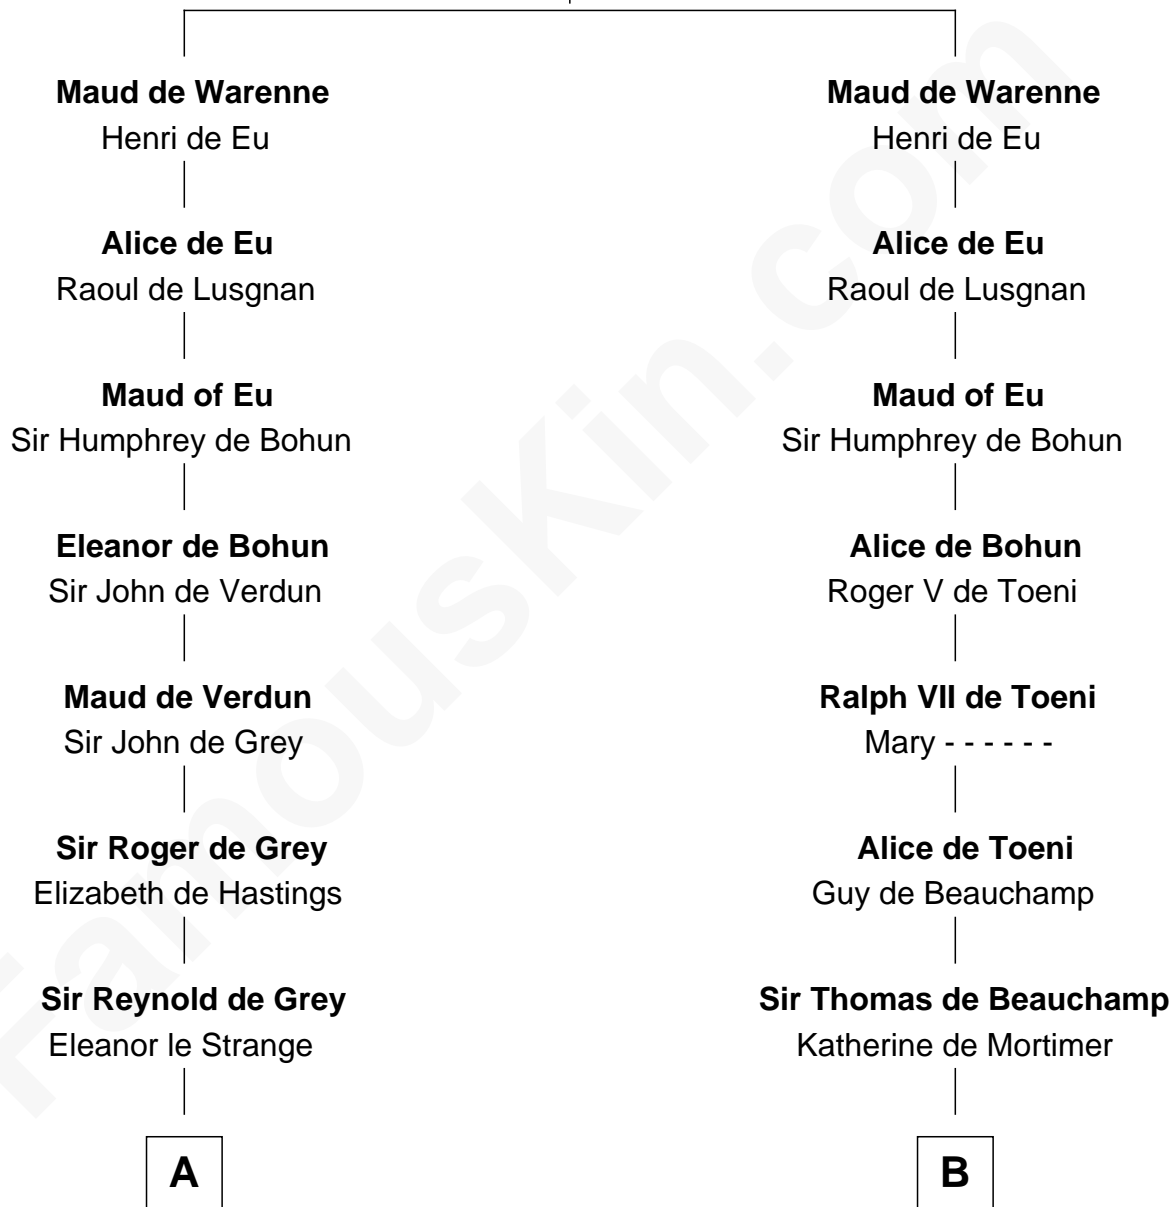 Maud de Warenne
Henri de Eu
Alice de Eu
Raoul de Lusgnan
Maud of Eu
Sir Humphrey de Bohun
Eleanor de Bohun
Sir John de Verdun
Maud de Verdun
Sir John de Grey
Sir Roger de Grey
Elizabeth de Hastings
Sir Reynold de Grey
Eleanor le Strange
A
Maud de Warenne
Henri de Eu
Alice de Eu
Raoul de Lusgnan
Maud of Eu
Sir Humphrey de Bohun
Alice de Bohun
Roger V de Toeni
Ralph VII de Toeni
Mary - - - - - -
Alice de Toeni
Guy de Beauchamp
Sir Thomas de Beauchamp
Katherine de Mortimer
B
FamousKin.com